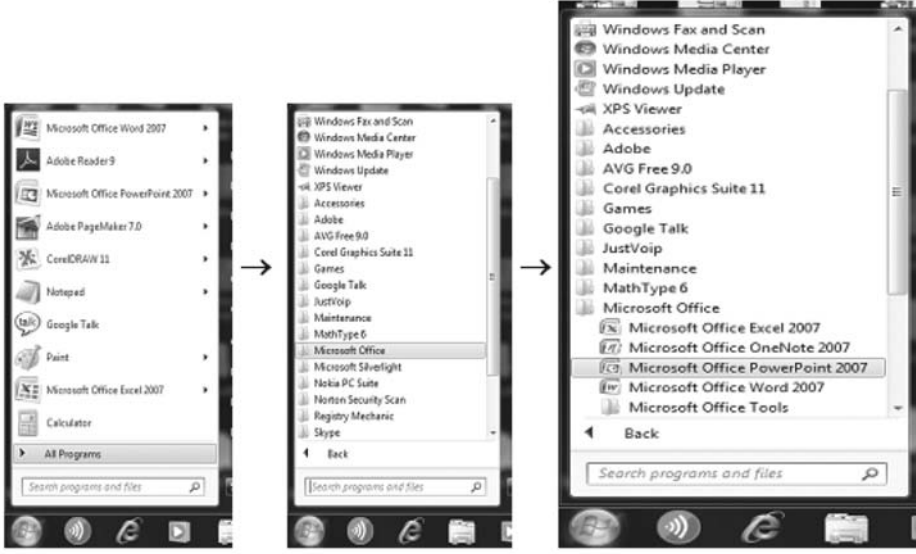 Microsoft Office Word 2007
Adobe Reader 9
Microsoft Office PowerPoint 2007
Adobe PageMaker 7.0
CorelDRAW 11
Notepad
talk
Google Talk
Paint
Microsoft Office Excel 2007
Calculator
All Programs
Search programs and files
→
Windows Fax and Scan
Windows Media Center
Windows Media Player
Windows Update
XPS Viewer
Accessories
Adobe
AVG Free 9.0
Corel Graphics Suite 11
Games
Google Talk
JustVoip
Maintenance
MathType 6
Microsoft Office
Microsoft Silverlight
Nokia PC Suite
Norton Security Scan
Registry Mechanic
Skype
Back
Search programs and files
→
Windows Fax and Scan
Windows Media Center
Windows Media Player
Windows Update
XPS Viewer
Accessories
Adobe
AVG Free 9.0
Corel Graphics Suite 11
Games
Google Talk
JustVoip
Maintenance
MathType 6
Microsoft Office
Microsoft Office Excel 2007
Microsoft Office OneNote 2007
Microsoft Office PowerPoint 2007
Microsoft Office Word 2007
Microsoft Office Tools
Back
Search programs and files